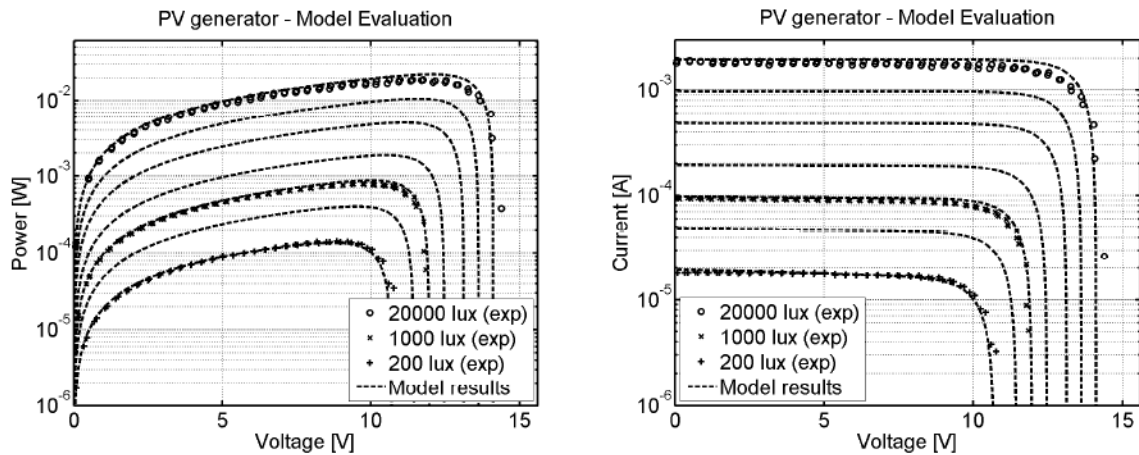 PV generator - Model Evaluation
Power [W]
10^-2
10^-3
10^-4
10^-5
10^-6
0
5
10
15
Voltage [V]
20000 lux (exp)
1000 lux (exp)
200 lux (exp)
Model results
PV generator - Model Evaluation
Current [A]
10^-3
10^-4
10^-5
10^-6
0
5
10
15
Voltage [V]
20000 lux (exp)
1000 lux (exp)
200 lux (exp)
Model results